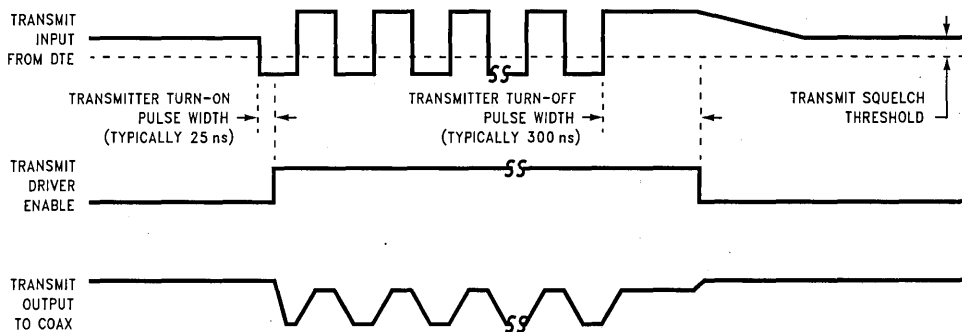 TRANSMIT
INPUT
FROM DTE
TRANSMITTER TURN-ON
PULSE WIDTH
(TYPICALLY 25 ns)
TRANSMITTER TURN-OFF
PULSE WIDTH
(TYPICALLY 300 ns)
TRANSMIT SQUELCH
THRESHOLD
TRANSMIT
DRIVER
ENABLE
TRANSMIT
OUTPUT
TO COAX